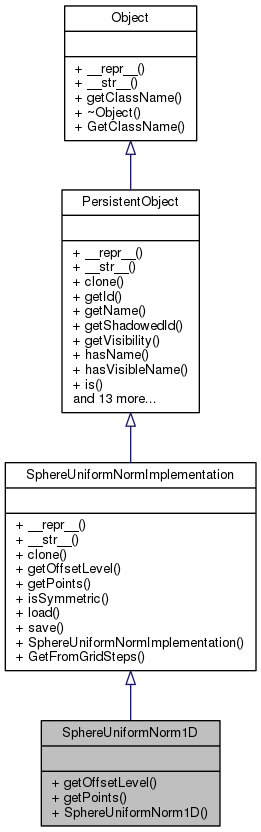 Object
+ __repr__()
+ __str__()
+ getClassName()
+ ~Object()
+ GetClassName()
PersistentObject
+ __repr__()
+ __str__()
+ clone()
+ getId()
+ getName()
+ getShadowedId()
+ getVisibility()
+ hasName()
+ hasVisibleName()
+ is()
and 13 more...
SphereUniformNormImplementation
+ __repr__()
+ __str__()
+ clone()
+ getOffsetLevel()
+ getPoints()
+ isSymmetric()
+ load()
+ save()
+ SphereUniformNormImplementation()
+ GetFromGridSteps()
SphereUniformNorm1D
+ getOffsetLevel()
+ getPoints()
+ SphereUniformNorm1D()